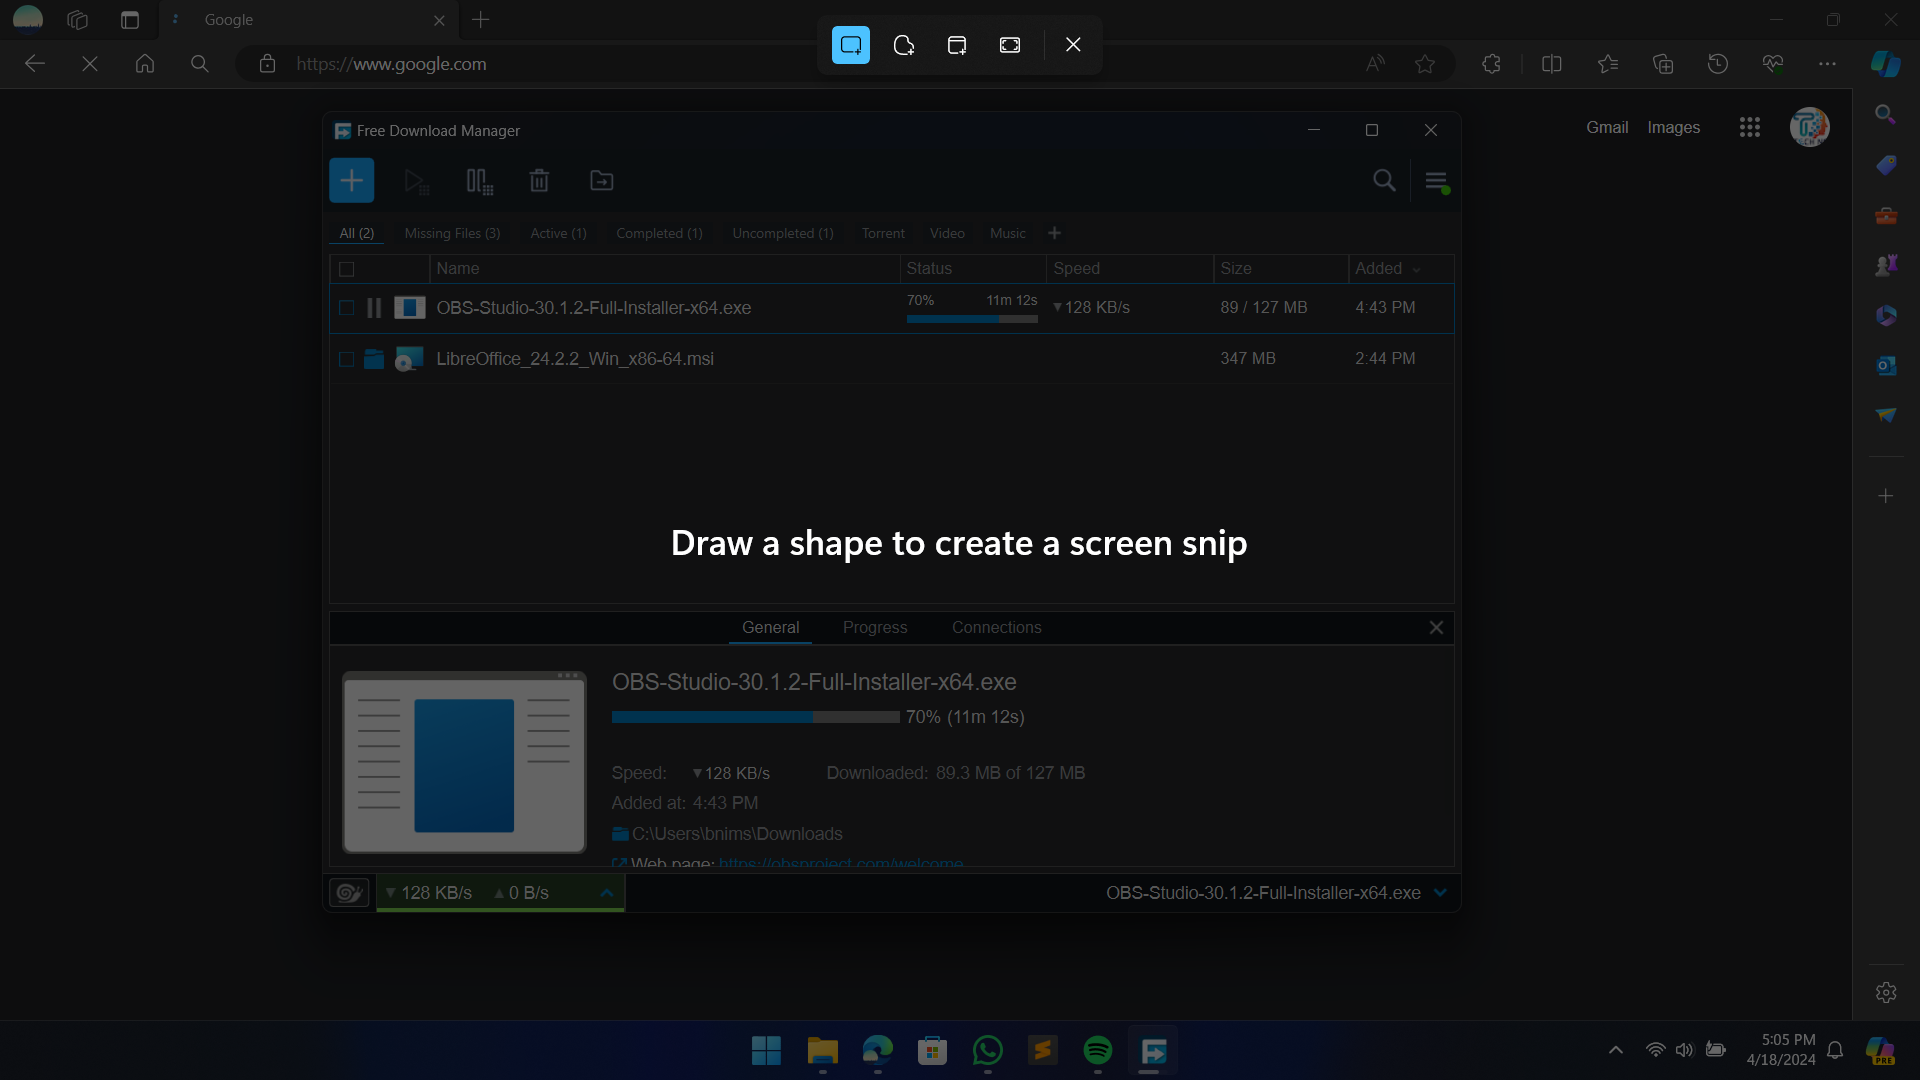 Google
https://www.google.com
Gmail Images
Free Download Manager
All (2) Missing Files (3) Active (1) Completed (1) Uncompleted (1) Torrent Video Music
Name Status Speed Size Added
OBS-Studio-30.1.2-Full-Installer-x64.exe 70% 11m 12s 128 KB/s 89 / 127 MB 4:43 PM
LibreOffice_24.2.2_Win_x86-64.msi 347 MB 2:44 PM
Draw a shape to create a screen snip
General Progress Connections
OBS-Studio-30.1.2-Full-Installer-x64.exe
70% (11m 12s)
Speed: 128 KB/s Downloaded: 89.3 MB of 127 MB
Added at: 4:43 PM
C:\Users\bnims\Downloads
Web page: https://obsproject.com/welcome
128 KB/s 0 B/s OBS-Studio-30.1.2-Full-Installer-x64.exe
5:05 PM
4/18/2024
PRE